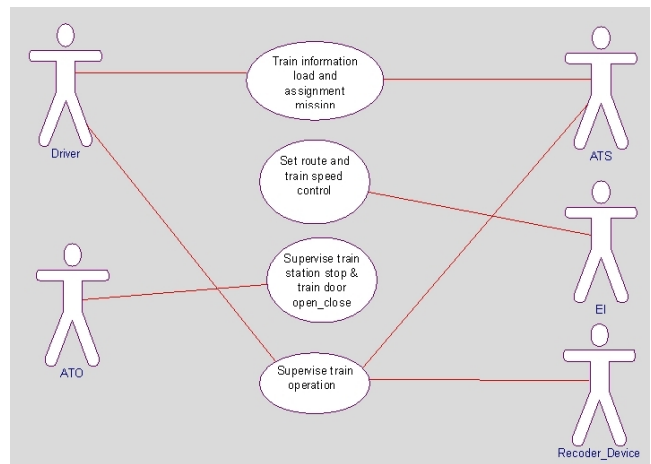 Train information
load and
assignment
mission
Driver
ATS
Set route and
train speed
control
Supervise train
station stop &
train door
open_close
EI
ATO
Supervise train
operation
Recoder_Device